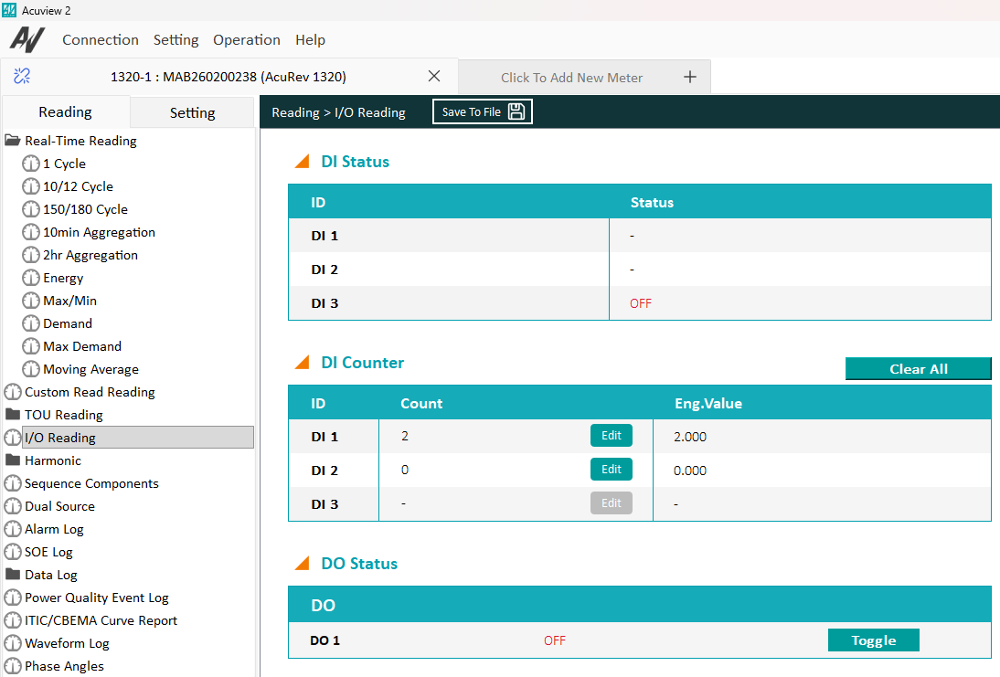 Acuview 2
Connection Setting Operation Help
1320-1 : MAB260200238 (AcuRev 1320)
Click To Add New Meter
Reading
Setting
Real-Time Reading
1 Cycle
10/12 Cycle
150/180 Cycle
10min Aggregation
2hr Aggregation
Energy
Max/Min
Demand
Max Demand
Moving Average
Custom Read Reading
TOU Reading
I/O Reading
Harmonic
Sequence Components
Dual Source
Alarm Log
SOE Log
Data Log
Power Quality Event Log
ITIC/CBEMA Curve Report
Waveform Log
Phase Angles
Reading > I/O Reading
Save To File
DI Status
ID Status
DI 1 -
DI 2 -
DI 3 OFF
DI Counter
Clear All
ID Count Eng.Value
DI 1 2 Edit 2.000
DI 2 0 Edit 0.000
DI 3 - Edit -
DO Status
DO
DO 1 OFF Toggle